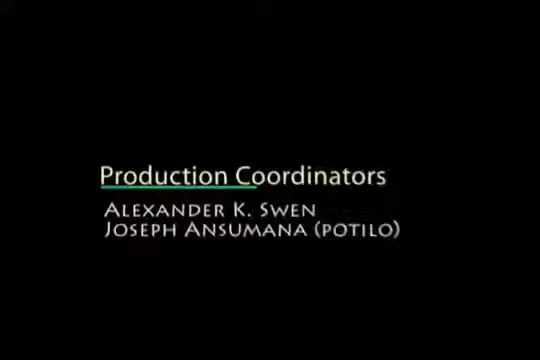 Production Coordinators
ALEXANDER K. SWEN
JOSEPH ANSUMANA (POTILO)